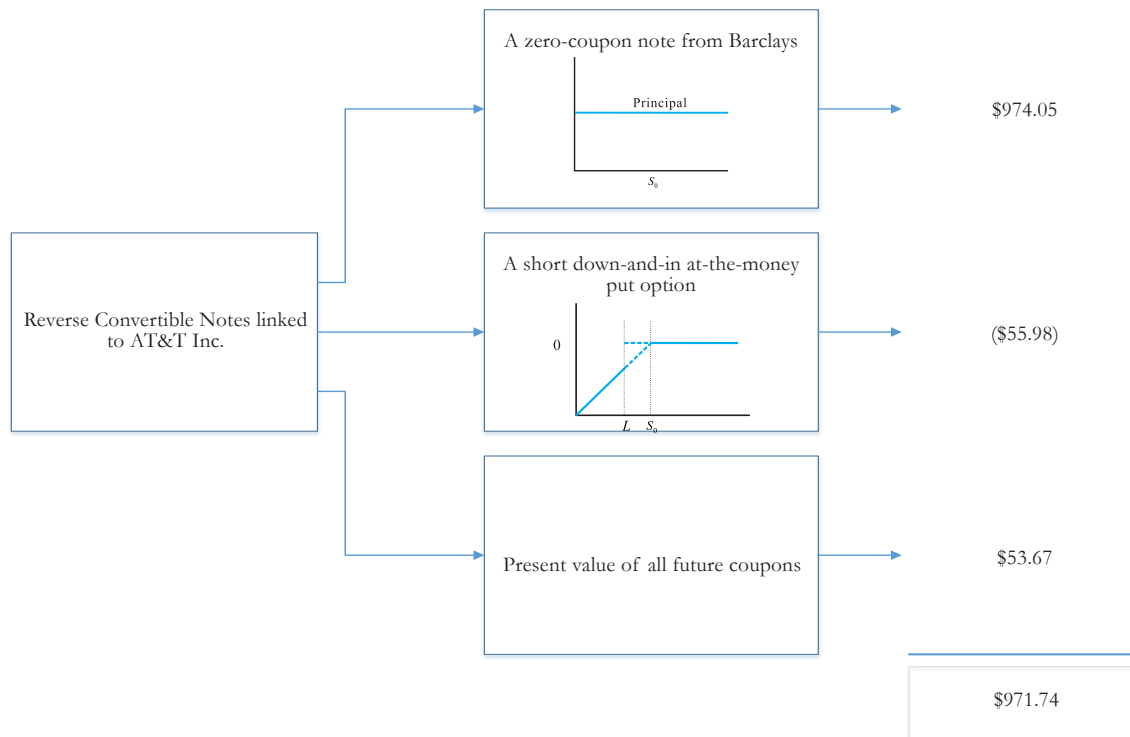 A zero-coupon note from Barclays
Principal
S₀
$974.05
Reverse Convertible Notes linked
to AT&T Inc.
A short down-and-in at-the-money
put option
0
L S₀
($55.98)
Present value of all future coupons
$53.67
$971.74